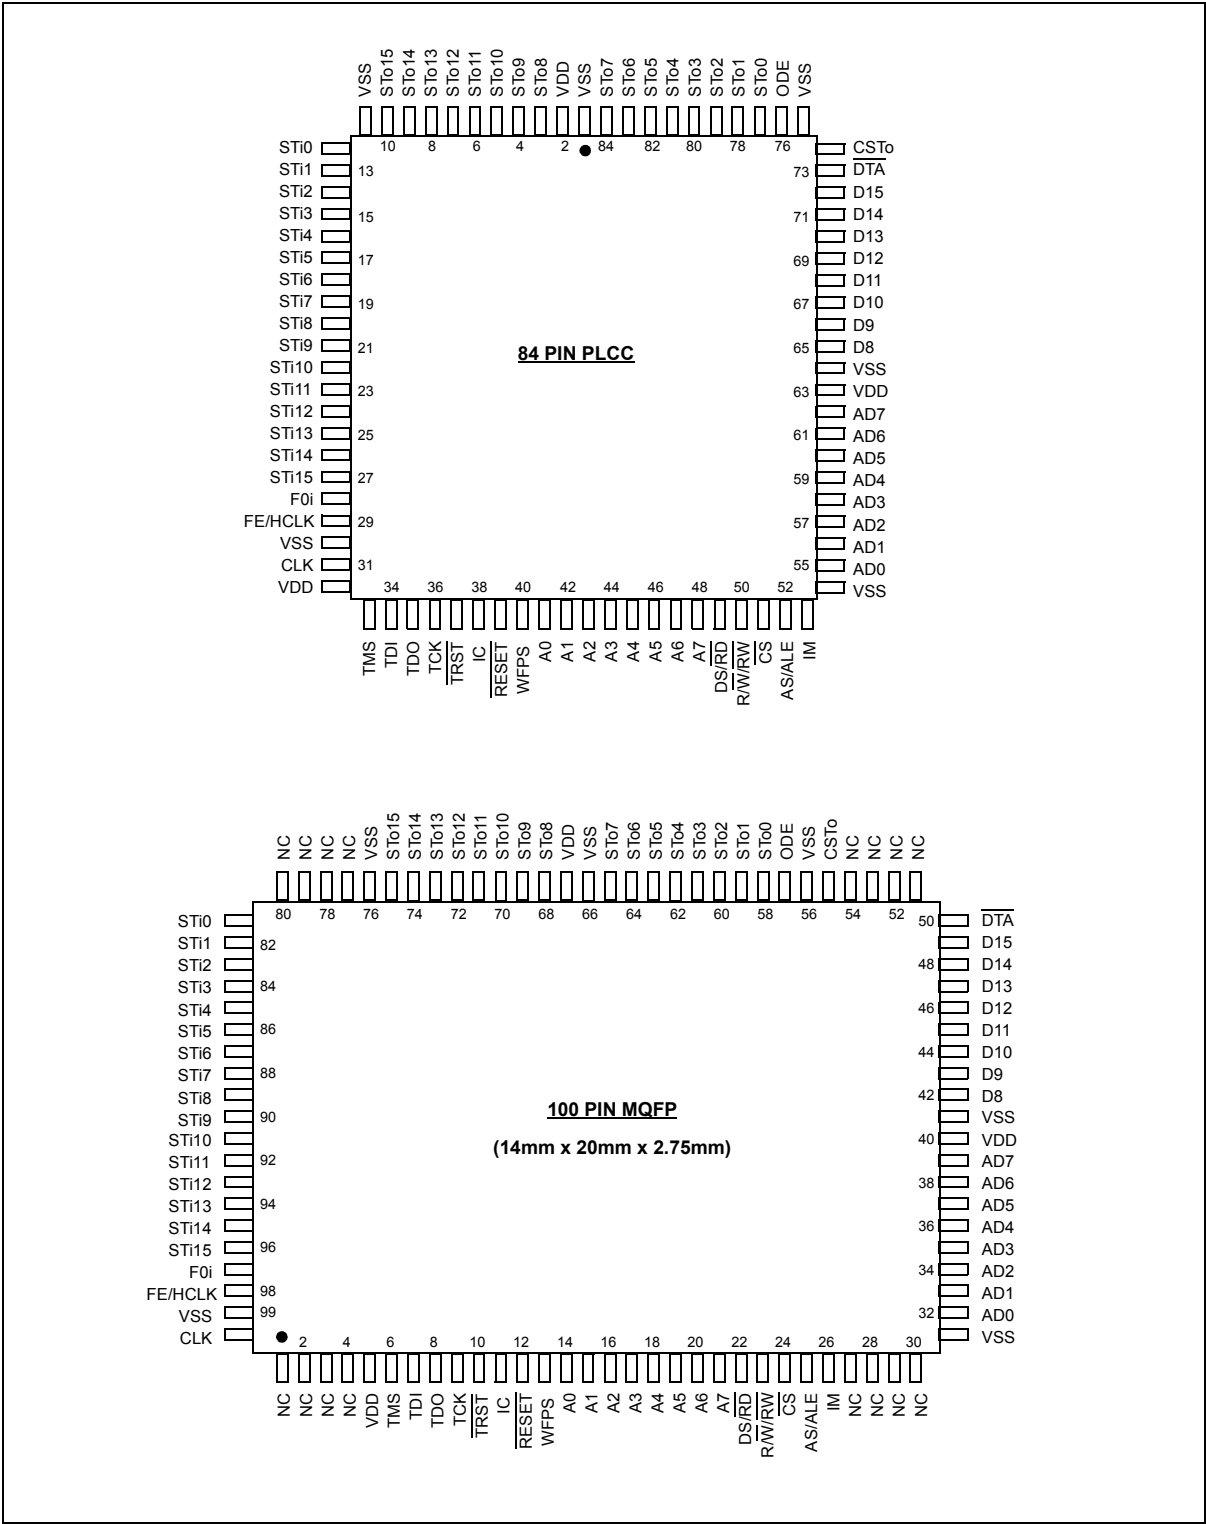 VSS STo15 STo14 STo13 STo12 STo11 STo10 STo9 STo8 VDD VSS STo7 STo6 STo5 STo4 STo3 STo2 STo1 STo0 ODE VSS
10 8 6 4 2 84 82 80 78 76
STi0 CSTo
STi1 13 73 DTA
STi2 D15
STi3 15 71 D14
STi4 D13
STi5 17 69 D12
STi6 D11
STi7 19 67 D10
STi8 D9
STi9 21 65 D8
84 PIN PLCC
STi10 VSS
STi11 23 63 VDD
STi12 AD7
STi13 25 61 AD6
STi14 AD5
STi15 27 59 AD4
F0i AD3
FE/HCLK 29 57 AD2
VSS AD1
CLK 31 55 AD0
VDD VSS
34 36 38 40 42 44 46 48 50 52
TMS TDI TDO TCK TRST IC RESET WFPS A0 A1 A2 A3 A4 A5 A6 A7 DS/RD R/W/RW CS AS/ALE IM
NC NC NC NC VSS STo15 STo14 STo13 STo12 STo11 STo10 STo9 STo8 VDD VSS STo7 STo6 STo5 STo4 STo3 STo2 STo1 STo0 ODE VSS CSTo NC NC NC NC
80 78 76 74 72 70 68 66 64 62 60 58 56 54 52
STi0 50 DTA
STi1 82 D15
STi2 48 D14
STi3 84 D13
STi4 46 D12
STi5 86 D11
STi6 44 D10
STi7 88 D9
STi8 42 D8
100 PIN MQFP
STi9 90 VSS
STi10 40 VDD
(14mm x 20mm x 2.75mm)
STi11 92 AD7
STi12 38 AD6
STi13 94 AD5
STi14 36 AD4
STi15 96 AD3
F0i 34 AD2
FE/HCLK 98 AD1
VSS 99 32 AD0
CLK VSS
2 4 6 8 10 12 14 16 18 20 22 24 26 28 30
NC NC NC NC VDD TMS TDI TDO TCK TRST IC RESET WFPS A0 A1 A2 A3 A4 A5 A6 A7 DS/RD R/W/RW CS AS/ALE IM NC NC NC NC